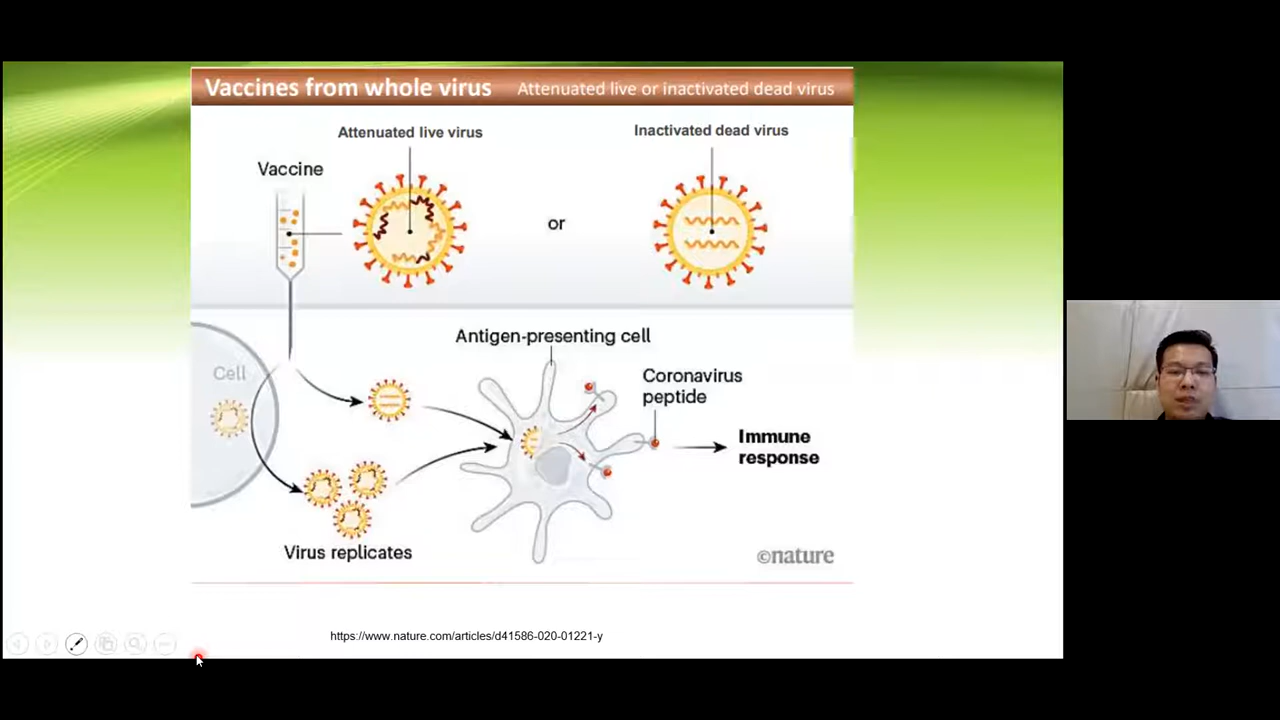 Vaccines from whole virus Attenuated live or inactivated dead virus
Attenuated live virus
Inactivated dead virus
Vaccine
or
Antigen-presenting cell
Cell
Coronavirus
peptide
Immune
response
Virus replicates
©nature
https://www.nature.com/articles/d41586-020-01221-y